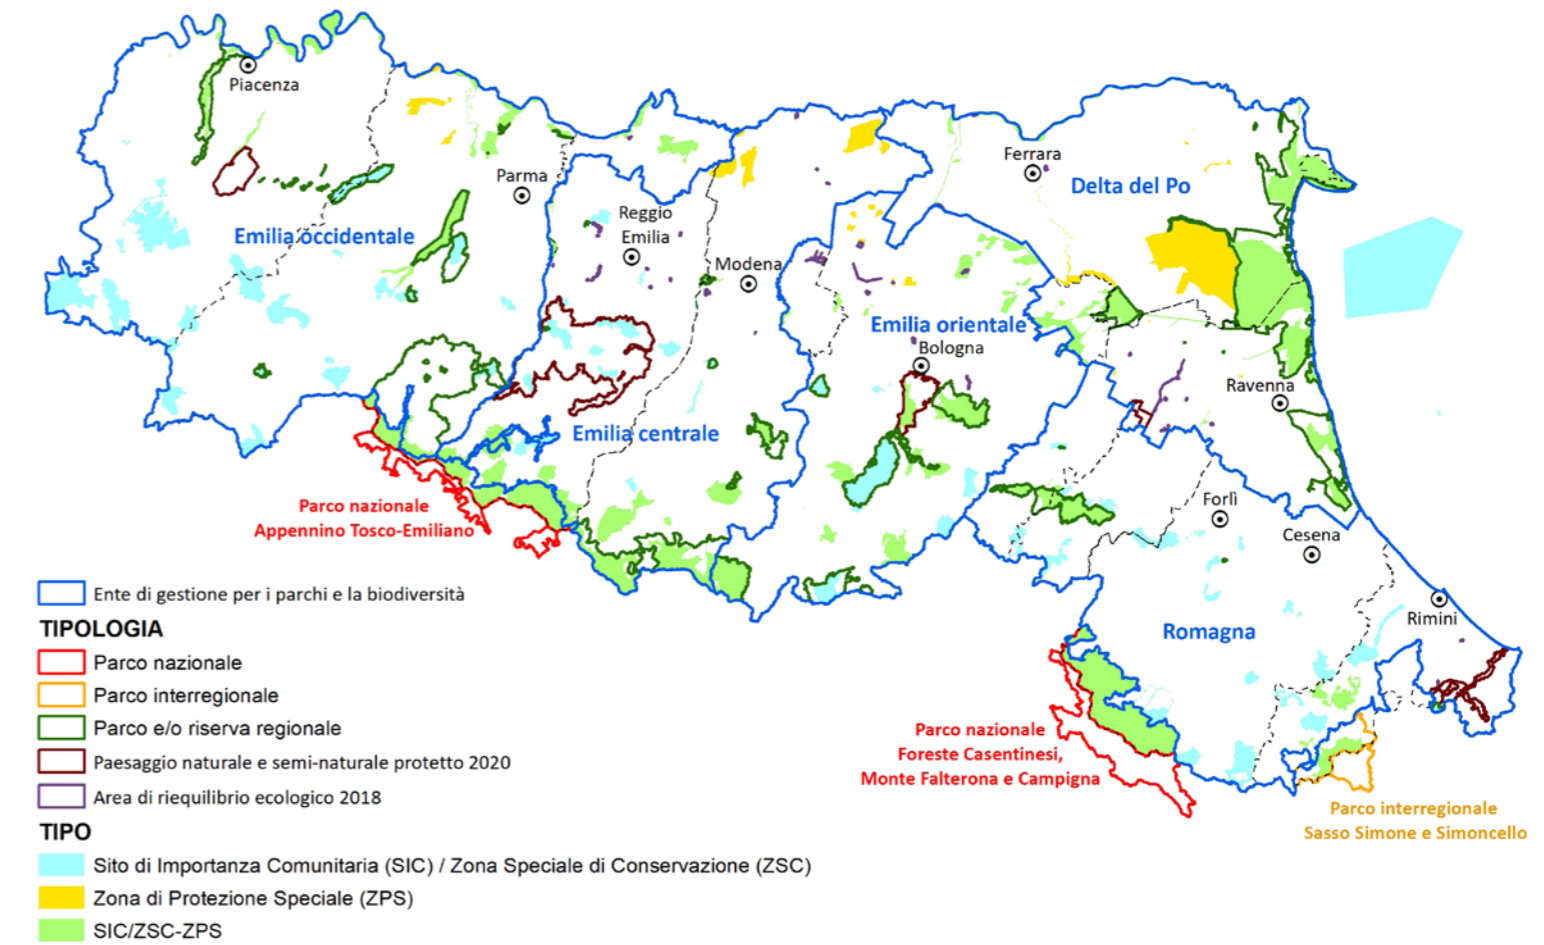 Piacenza
Parma
Reggio
Emilia
Modena
Ferrara
Delta del Po
Emilia occidentale
Emilia orientale
Bologna
Ravenna
Emilia centrale
Parco nazionale
Appennino Tosco-Emiliano
Forlì
Cesena
Rimini
Romagna
Parco nazionale
Foreste Casentinesi,
Monte Falterona e Campigna
Parco interregionale
Sasso Simone e Simoncello
Ente di gestione per i parchi e la biodiversità
TIPOLOGIA
Parco nazionale
Parco interregionale
Parco e/o riserva regionale
Paesaggio naturale e semi-naturale protetto 2020
Area di riequilibrio ecologico 2018
TIPO
Sito di Importanza Comunitaria (SIC) / Zona Speciale di Conservazione (ZSC)
Zona di Protezione Speciale (ZPS)
SIC/ZSC-ZPS